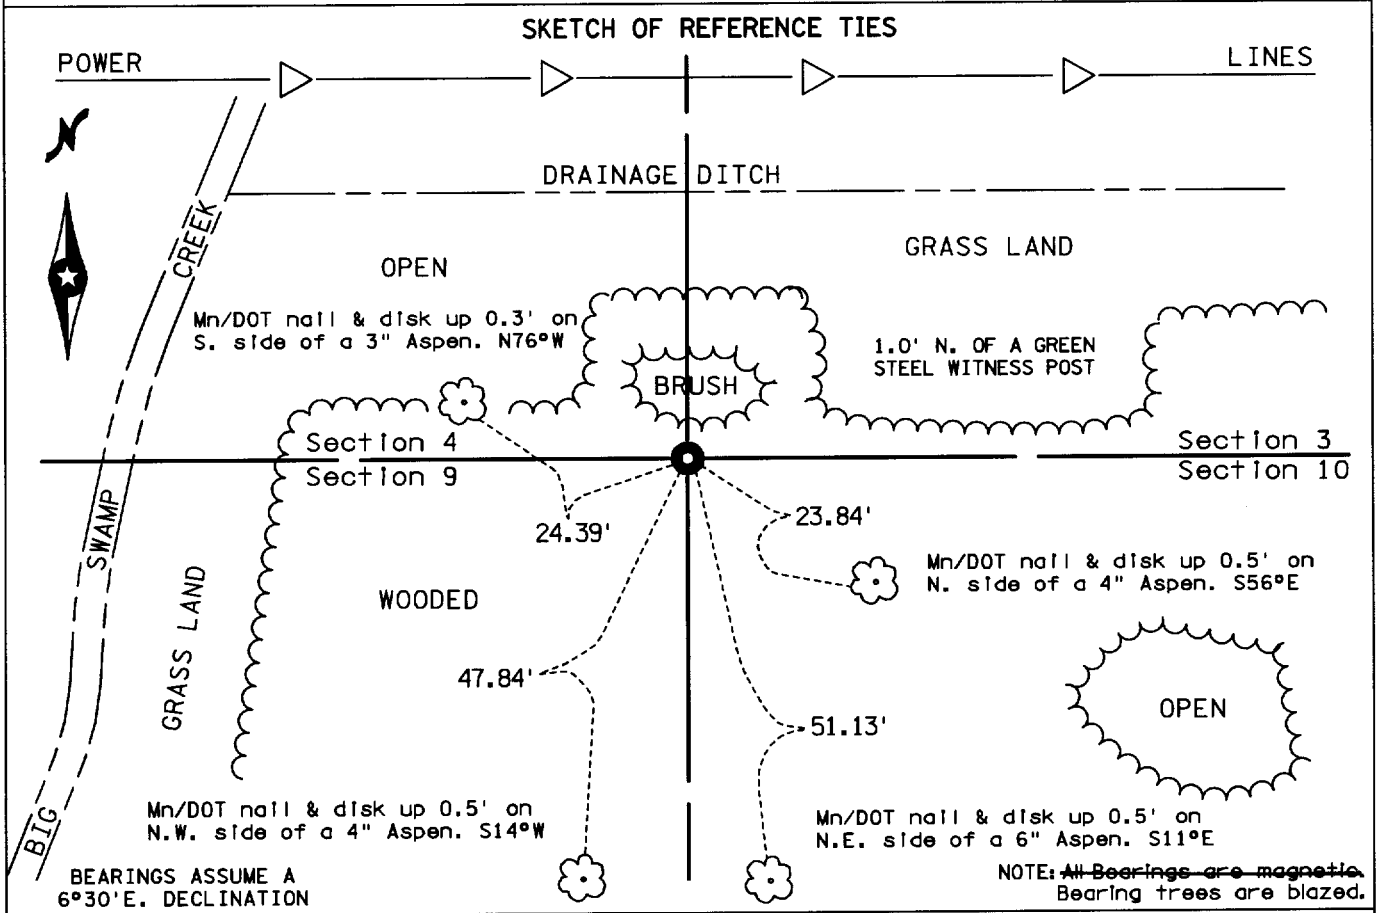 SKETCH OF REFERENCE TIES
POWER
LINES
N
DRAINAGE DITCH
CREEK
OPEN
GRASS LAND
Mn/DOT nail & disk up 0.3' on
S. side of a 3" Aspen. N76°W
1.0' N. OF A GREEN
STEEL WITNESS POST
BRUSH
Section 4
Section 3
Section 9
Section 10
SWAMP
24.39'
23.84'
Mn/DOT nail & disk up 0.5' on
N. side of a 4" Aspen. S56°E
GRASS LAND
WOODED
47.84'
51.13'
OPEN
Mn/DOT nail & disk up 0.5' on
N.W. side of a 4" Aspen. S14°W
Mn/DOT nail & disk up 0.5' on
N.E. side of a 6" Aspen. S11°E
BIG
BEARINGS ASSUME A
6°30'E. DECLINATION
NOTE: All Bearings are magnetic.
Bearing trees are blazed.